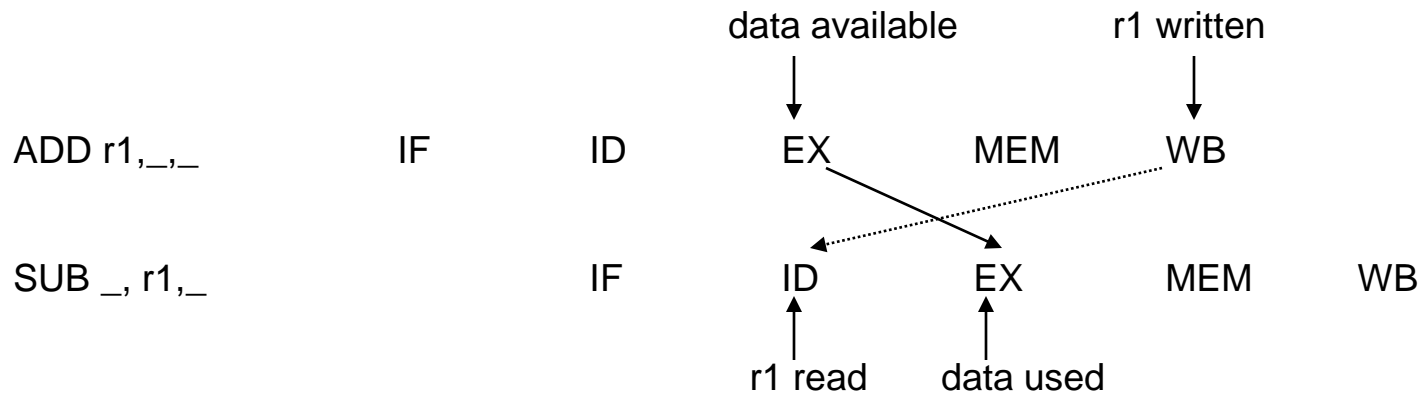 data available r1 written
ADD r1,_,_ IF ID EX MEM WB
SUB _, r1,_ IF ID EX MEM WB
r1 read data used